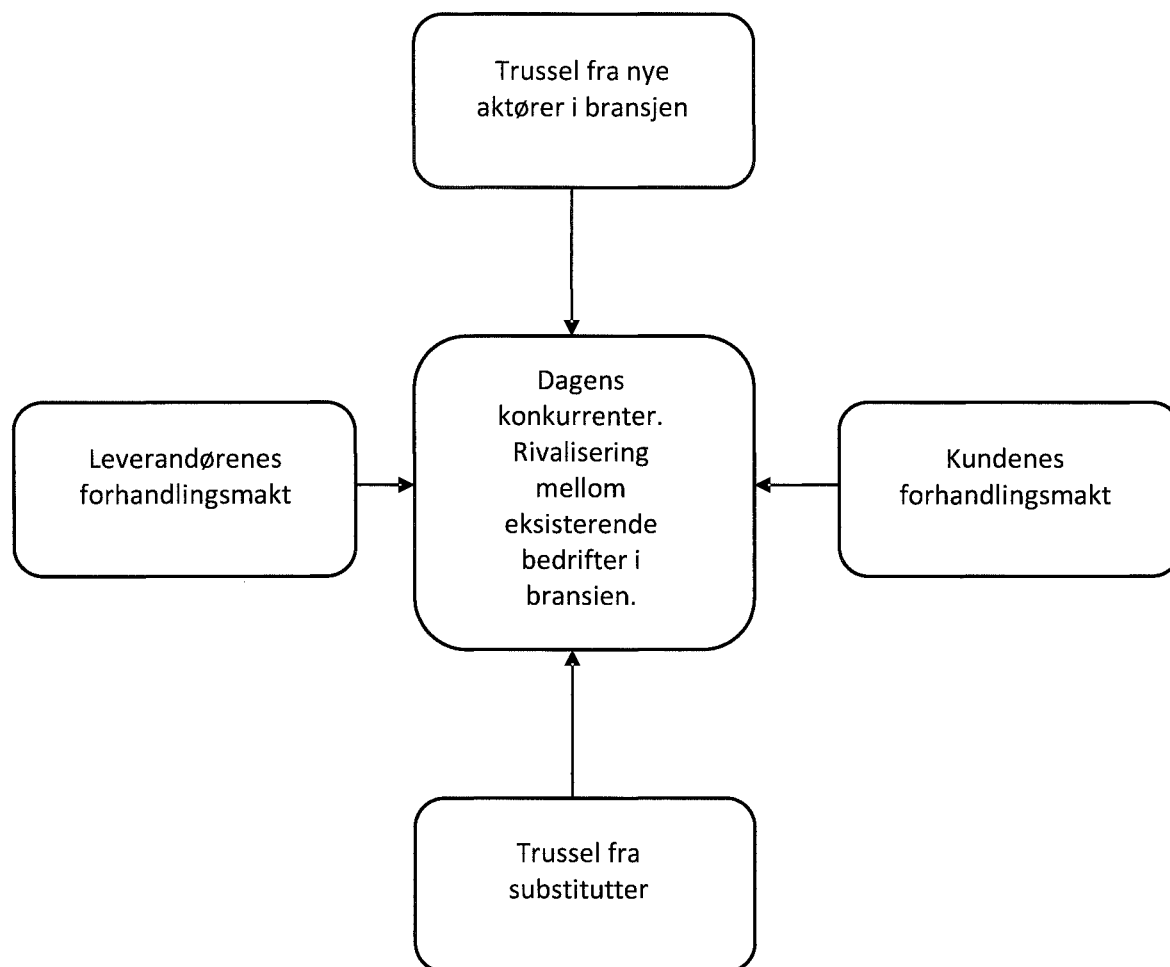 Trussel fra nye
aktører i bransjen
Leverandørenes
forhandlingsmakt
Dagens
konkurrenter.
Rivalisering
mellom
eksisterende
bedrifter i
bransien.
Kundenes
forhandlingsmakt
Trussel fra
substitutter